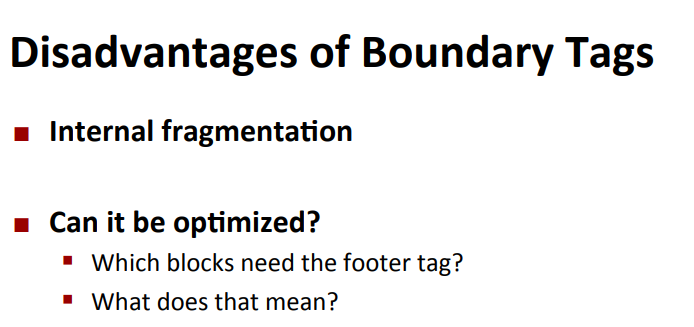 Disadvantages of Boundary Tags
Internal fragmentation
Can it be optimized?
Which blocks need the footer tag?
What does that mean?